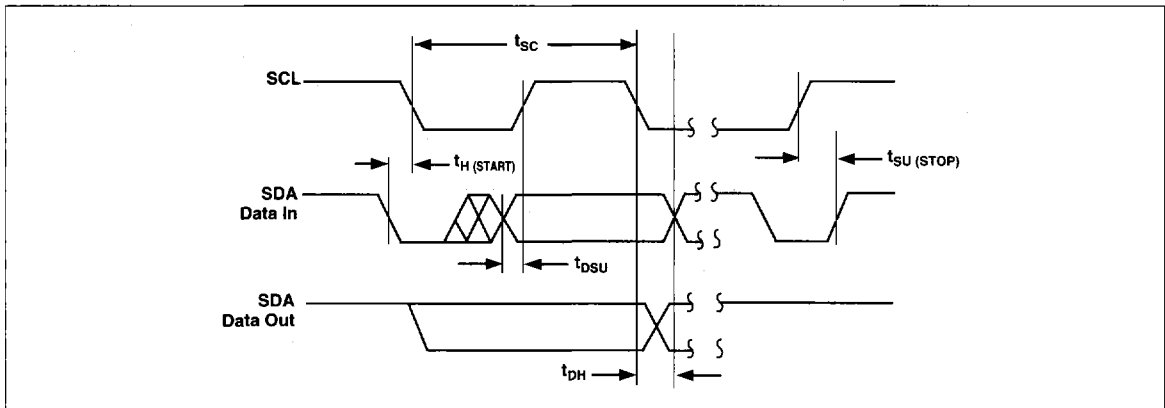 tSC
SCL
tH (START)
tSU (STOP)
SDA
Data In
tDSU
SDA
Data Out
tDH